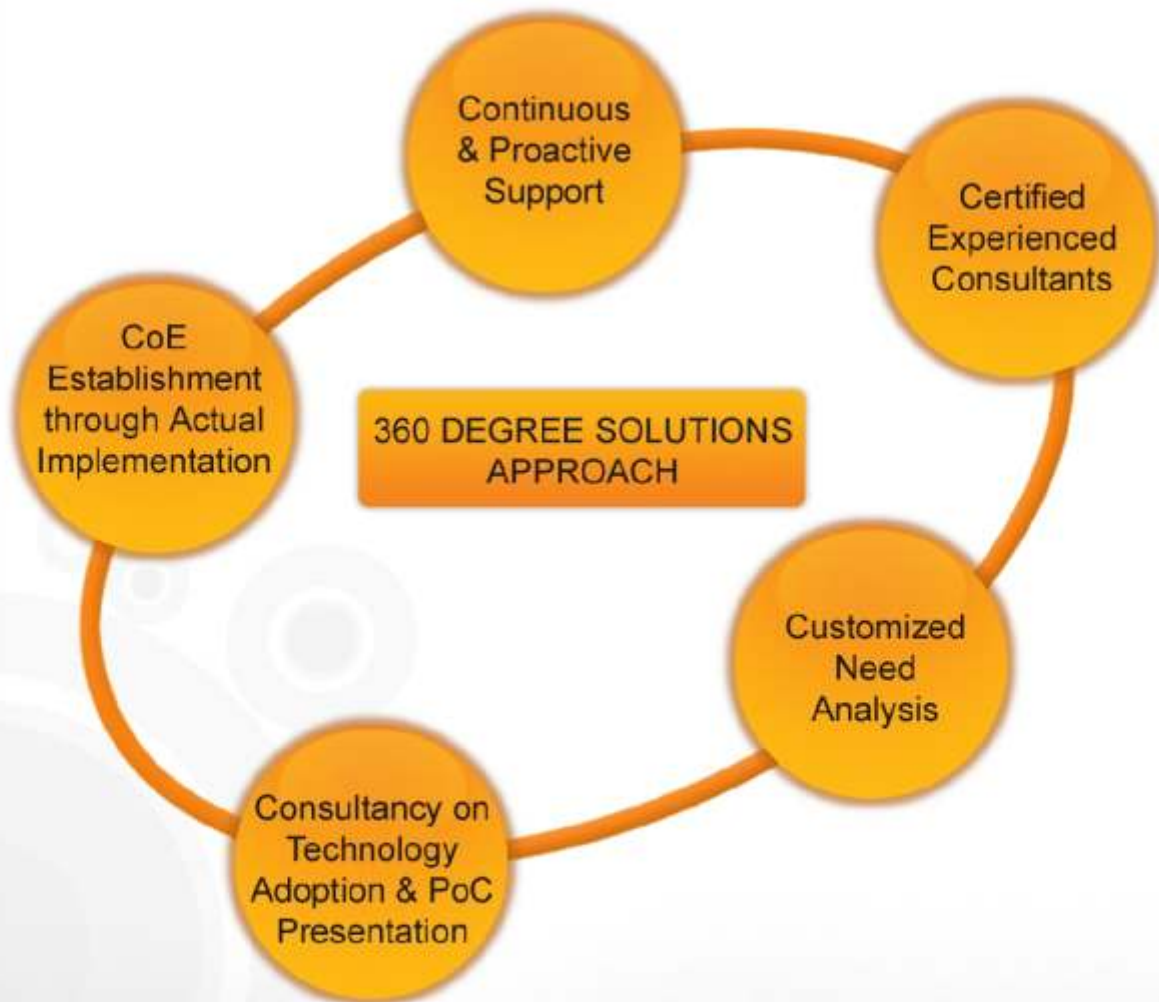 Continuous
& Proactive
Support
Certified
Experienced
Consultants
CoE
Establishment
through Actual
Implementation
360 DEGREE SOLUTIONS
APPROACH
Customized
Need
Analysis
Consultancy on
Technology
Adoption & PoC
Presentation